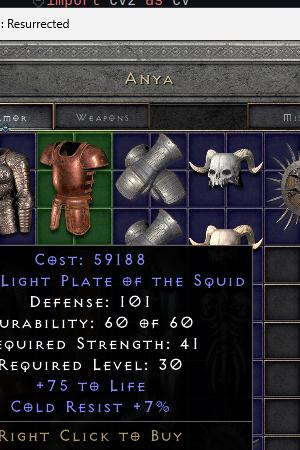 import cv2 as cv
: Resurrected
Anya
Weapons
Cost: 59188
Light Plate of the Squid
Defense: 101
urability: 60 of 60
equired Strength: 41
Required Level: 30
+75 to Life
Cold Resist +7%
Right Click to Buy